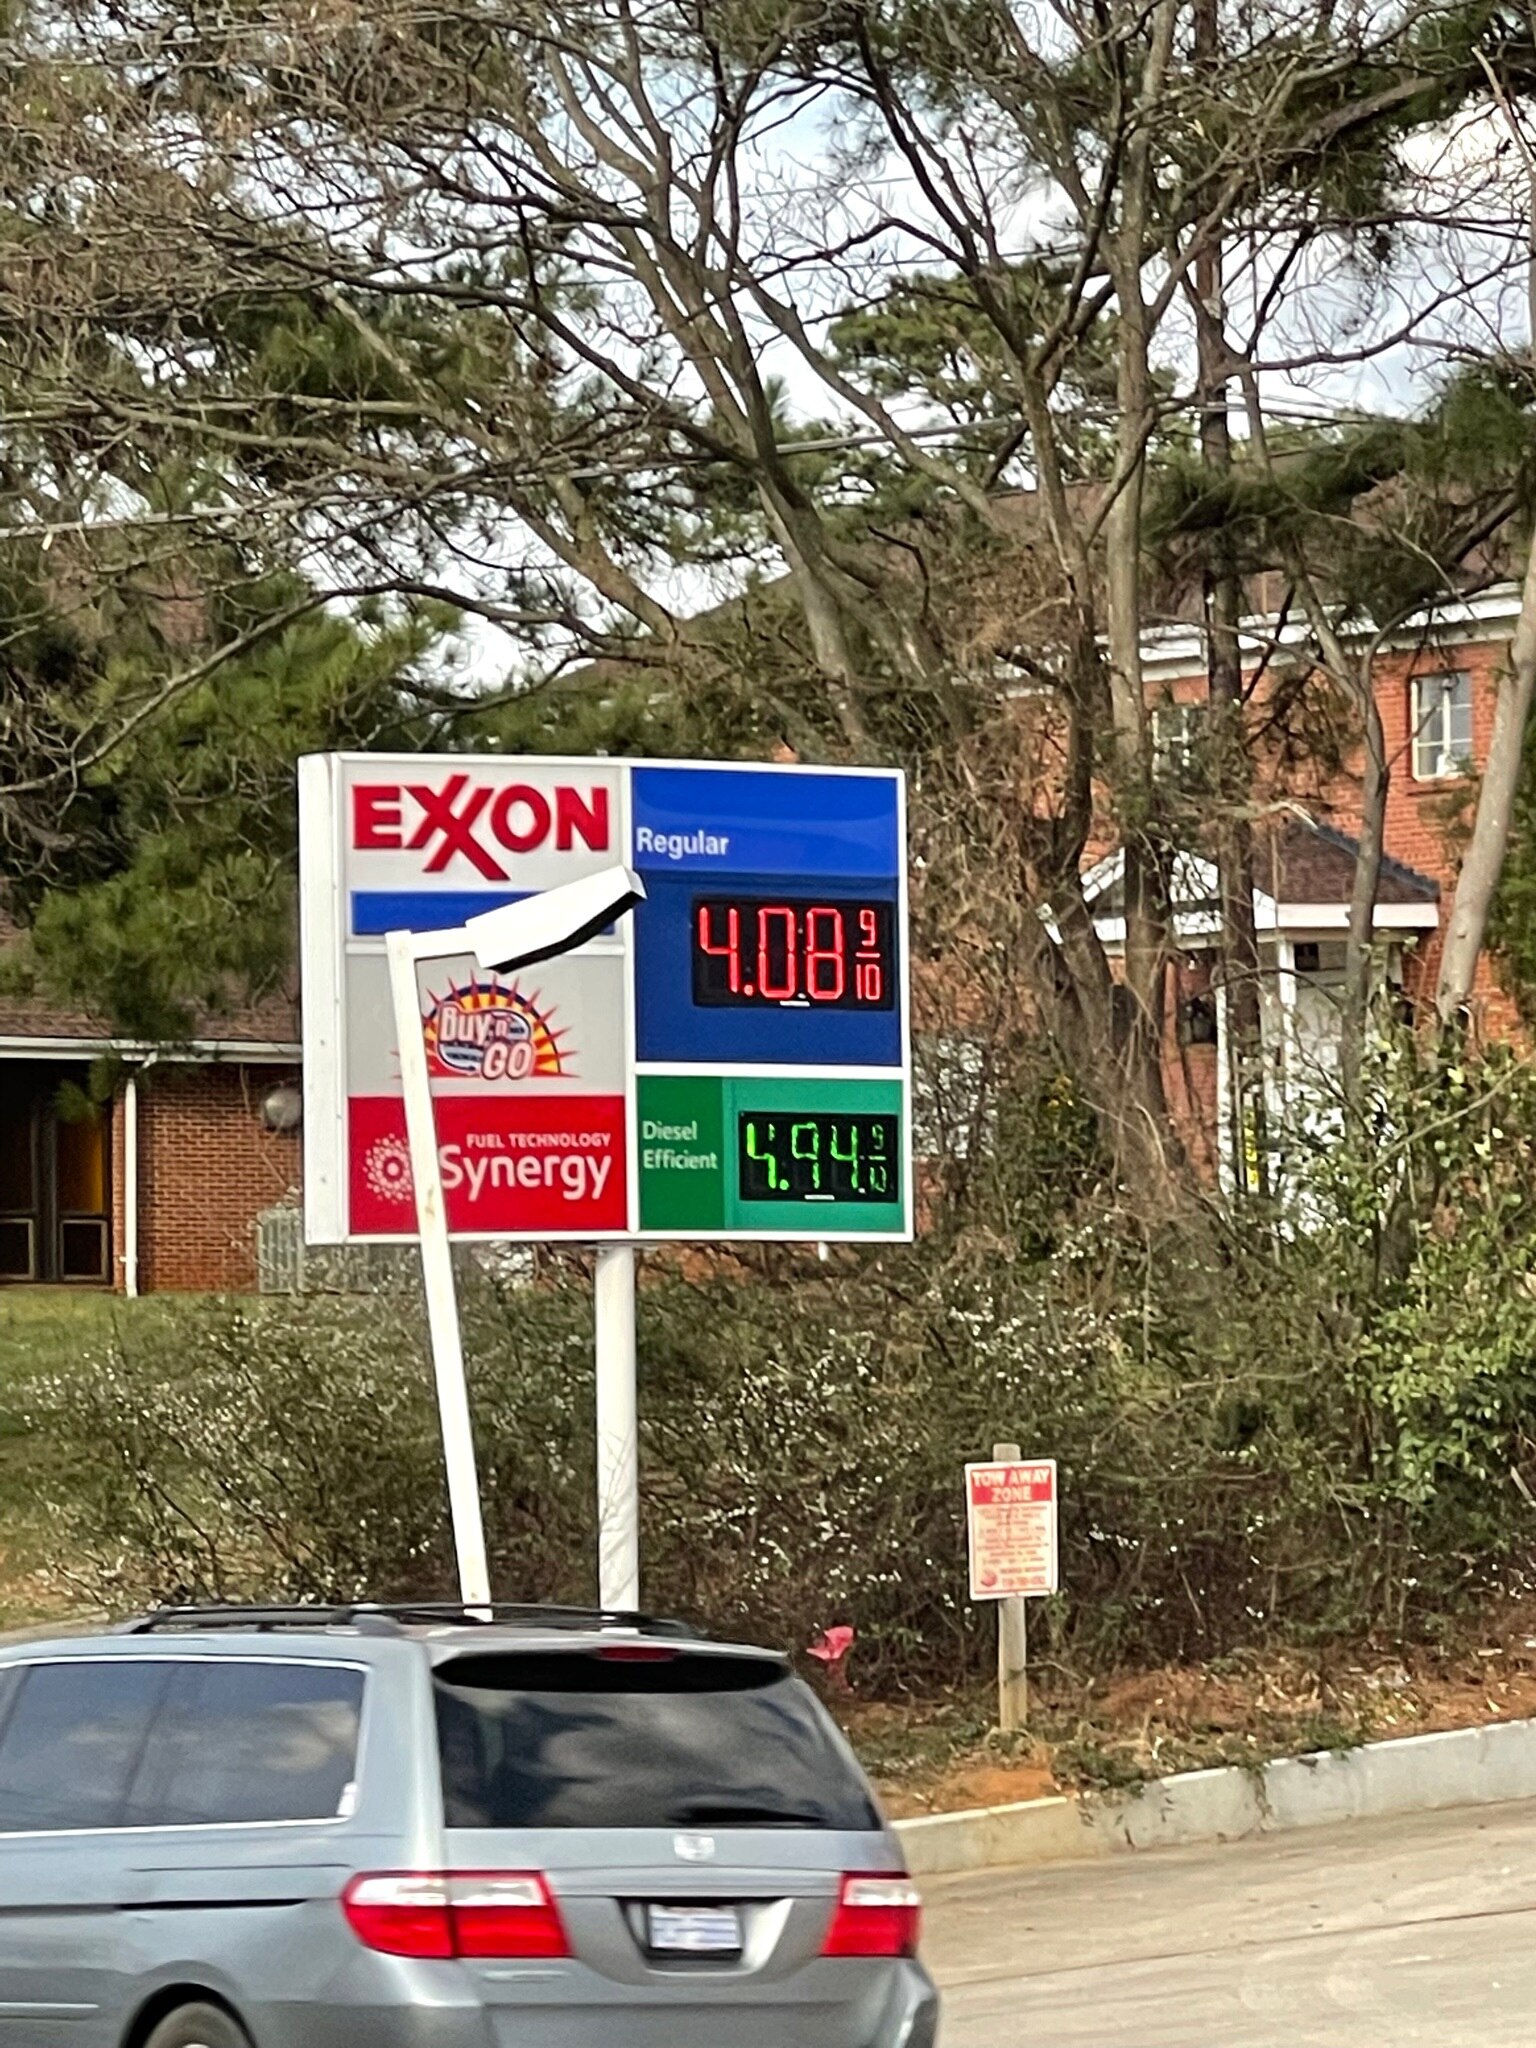 EXXON
Regular
4.08 9/10
Buy n
GO
Diesel
Efficient
4.94 9/10
FUEL TECHNOLOGY
Synergy
TOW AWAY
ZONE